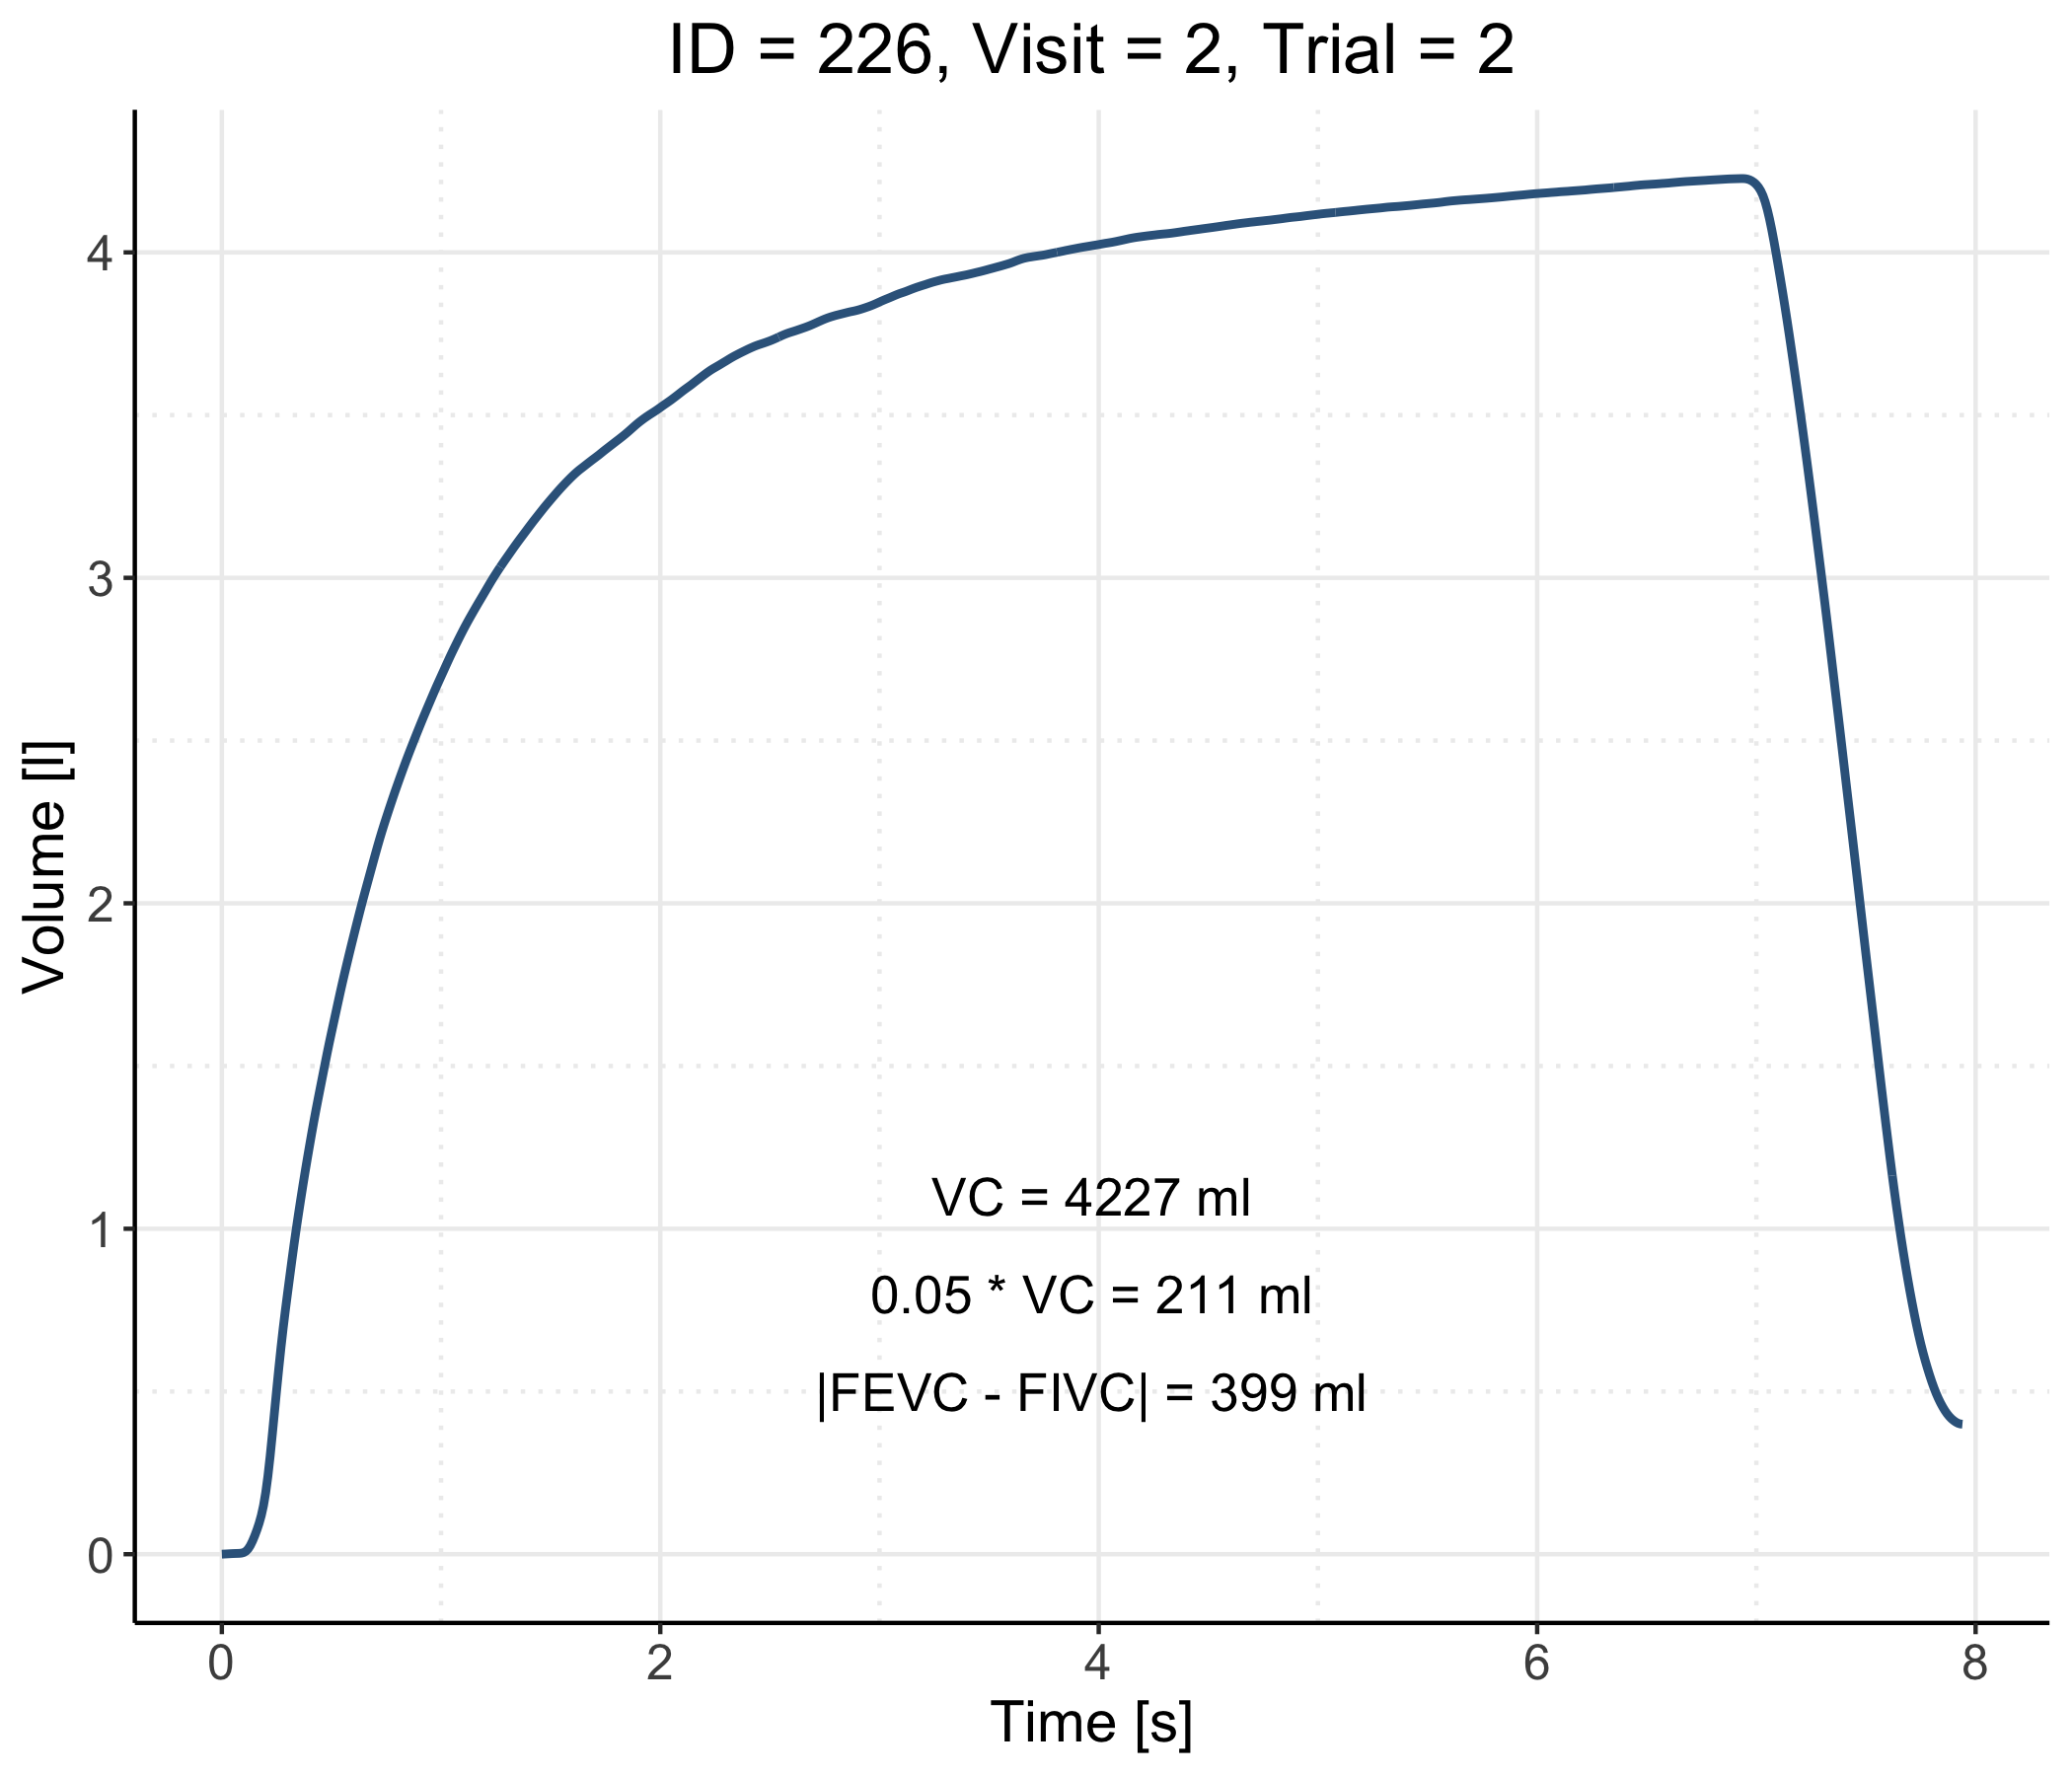 ID = 226, Visit = 2, Trial = 2
Volume [l]
4
3
2
1
0
VC = 4227 ml
0.05 * VC = 211 ml
|FEVC - FIVC| = 399 ml
0 2 4 6 8
Time [s]